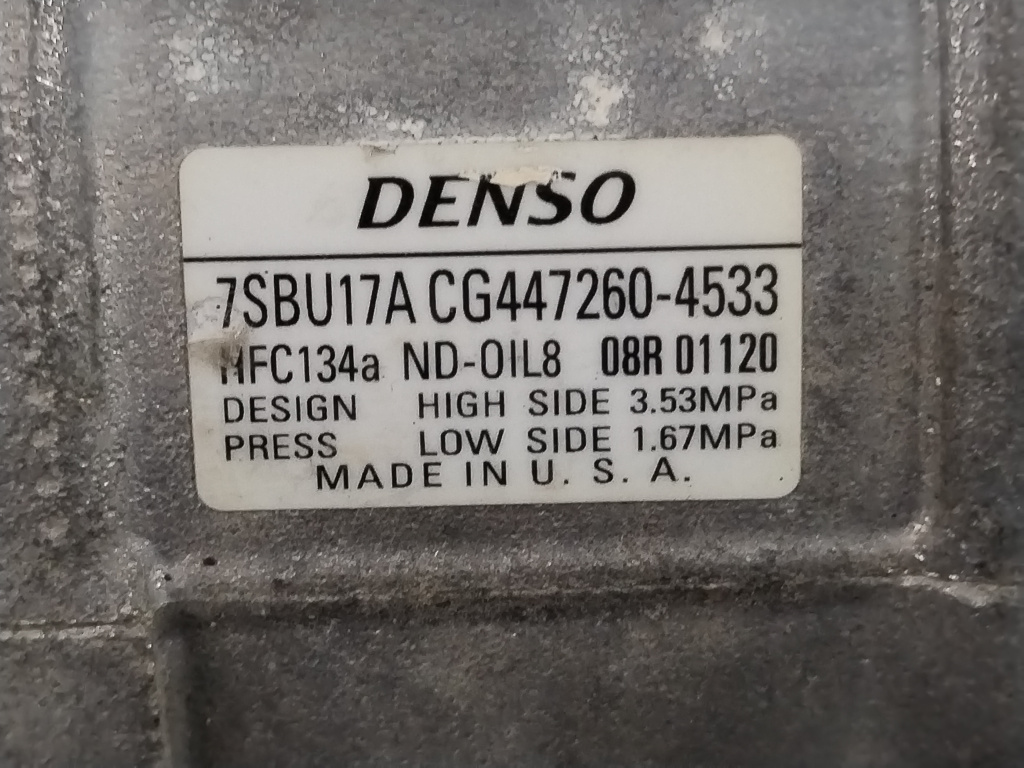 DENSO
7SBU17A CG447260-4533
HFC134a ND-OIL8 08R 01120
DESIGN HIGH SIDE 3.53MPa
PRESS LOW SIDE 1.67MPa
MADE IN U. S. A.